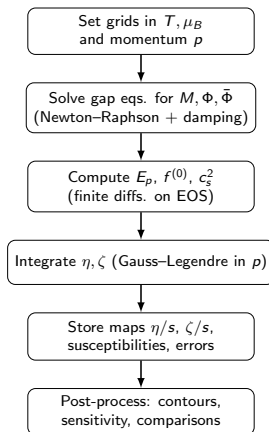 Set grids in T, μ_B
and momentum p
Solve gap eqs. for M, Φ, Φ̄
(Newton–Raphson + damping)
Compute E_p, f^(0), c_s^2
(finite diffs. on EOS)
Integrate η, ζ (Gauss–Legendre in p)
Store maps η/s, ζ/s,
susceptibilities, errors
Post-process: contours,
sensitivity, comparisons